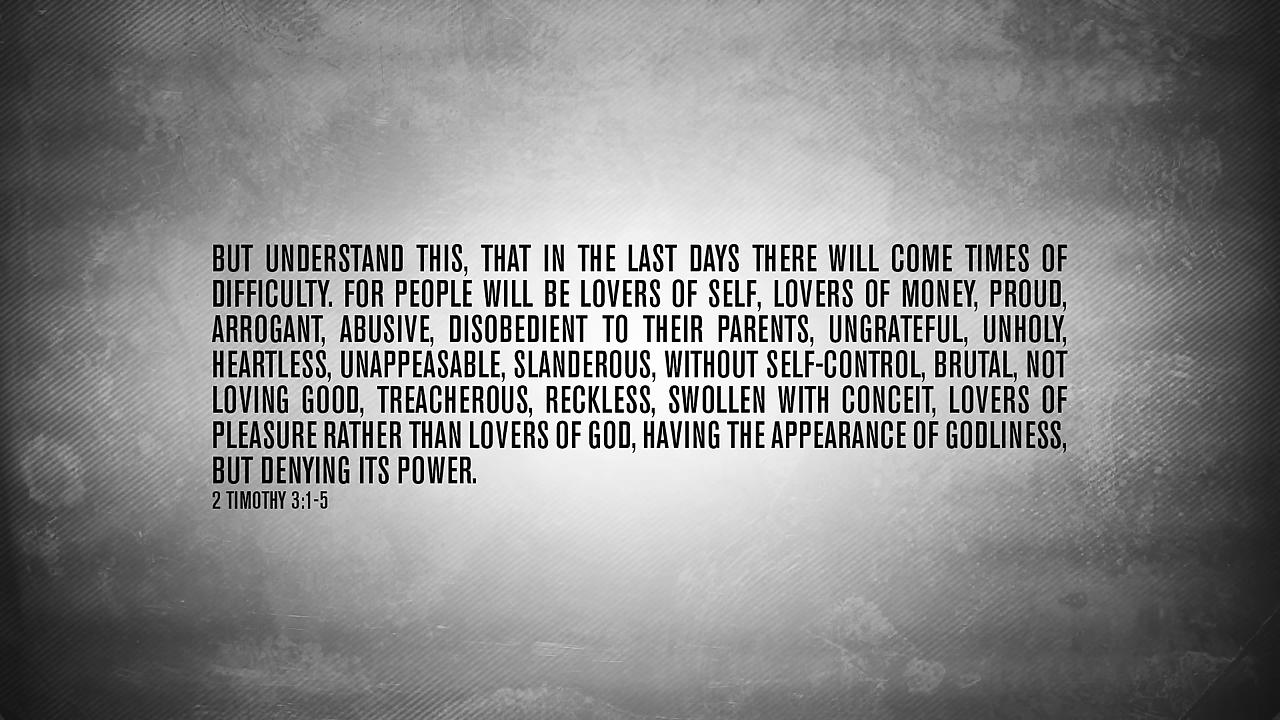 BUT UNDERSTAND THIS, THAT IN THE LAST DAYS THERE WILL COME TIMES OF
DIFFICULTY. FOR PEOPLE WILL BE LOVERS OF SELF, LOVERS OF MONEY, PROUD,
ARROGANT, ABUSIVE, DISOBEDIENT TO THEIR PARENTS, UNGRATEFUL, UNHOLY,
HEARTLESS, UNAPPEASABLE, SLANDEROUS, WITHOUT SELF-CONTROL, BRUTAL, NOT
LOVING GOOD, TREACHEROUS, RECKLESS, SWOLLEN WITH CONCEIT, LOVERS OF
PLEASURE RATHER THAN LOVERS OF GOD, HAVING THE APPEARANCE OF GODLINESS,
BUT DENYING ITS POWER.
2 TIMOTHY 3:1-5